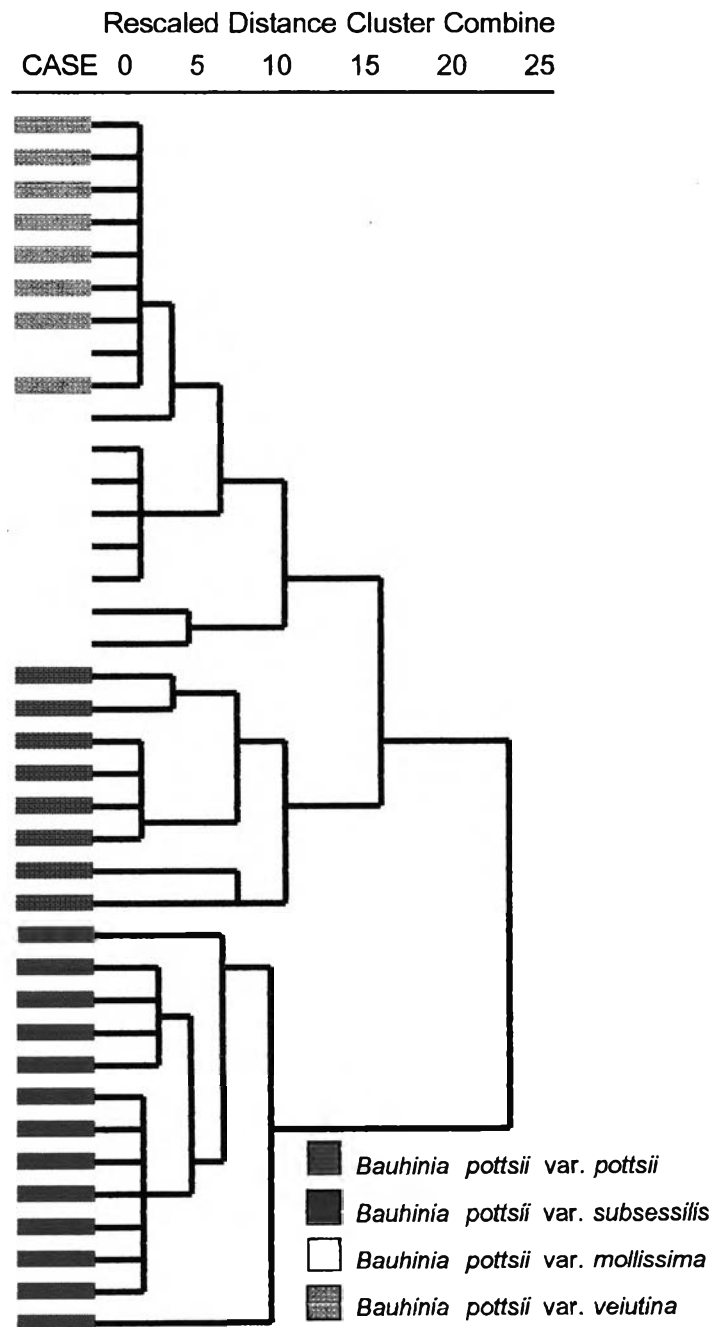 Rescaled Distance Cluster Combine
CASE 0 5 10 15 20 25
Bauhinia pottsii var. pottsii
Bauhinia pottsii var. subsessilis
Bauhinia pottsii var. mollissima
Bauhinia pottsii var. veiutina